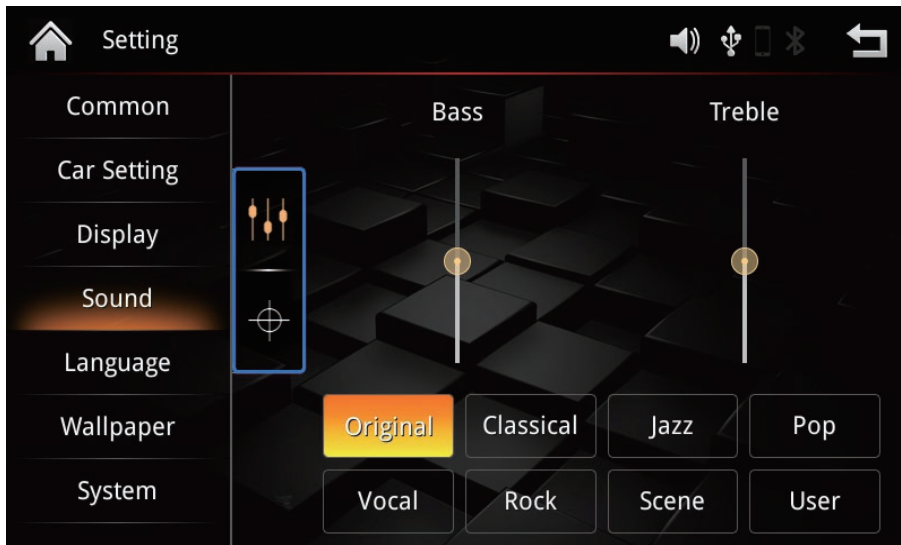 Setting
Common
Car Setting
Display
Sound
Language
Wallpaper
System
Bass Treble
Original Classical Jazz Pop
Vocal Rock Scene User